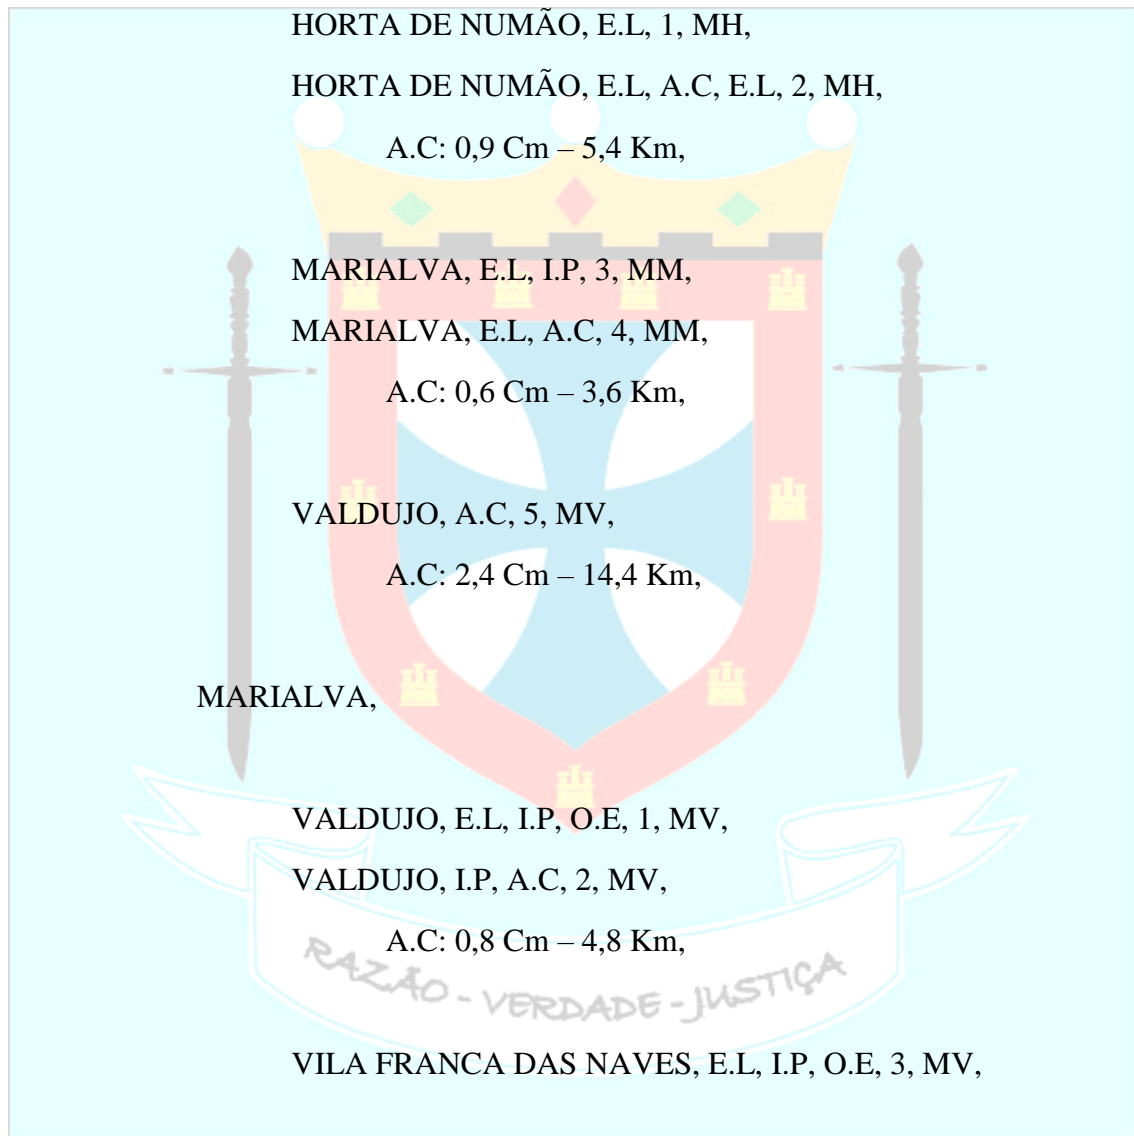 HORTA DE NUMÃO, E.L, 1, MH,
HORTA DE NUMÃO, E.L, A.C, E.L, 2, MH,
A.C: 0,9 Cm – 5,4 Km,
MARIALVA, E.L, I.P, 3, MM,
MARIALVA, E.L, A.C, 4, MM,
A.C: 0,6 Cm – 3,6 Km,
VALDUJO, A.C, 5, MV,
A.C: 2,4 Cm – 14,4 Km,
MARIALVA,
VALDUJO, E.L, I.P, O.E, 1, MV,
VALDUJO, I.P, A.C, 2, MV,
A.C: 0,8 Cm – 4,8 Km,
RAZÃO - VERDADE - JUSTIÇA
VILA FRANCA DAS NAVES, E.L, I.P, O.E, 3, MV,